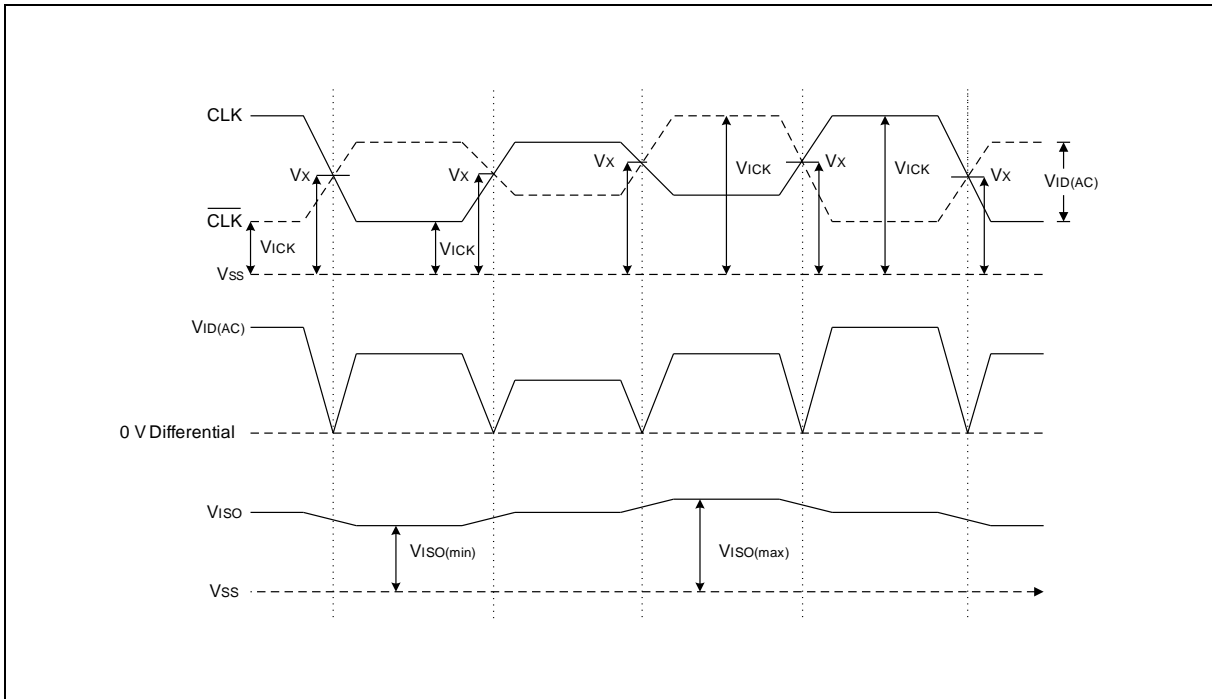 CLK
VX
VX
VX
VICK
VX
VICK
VX
VID(AC)
CLK
VICK
VICK
VSS
VID(AC)
0 V Differential
VISO
VISO(min)
VISO(max)
VSS